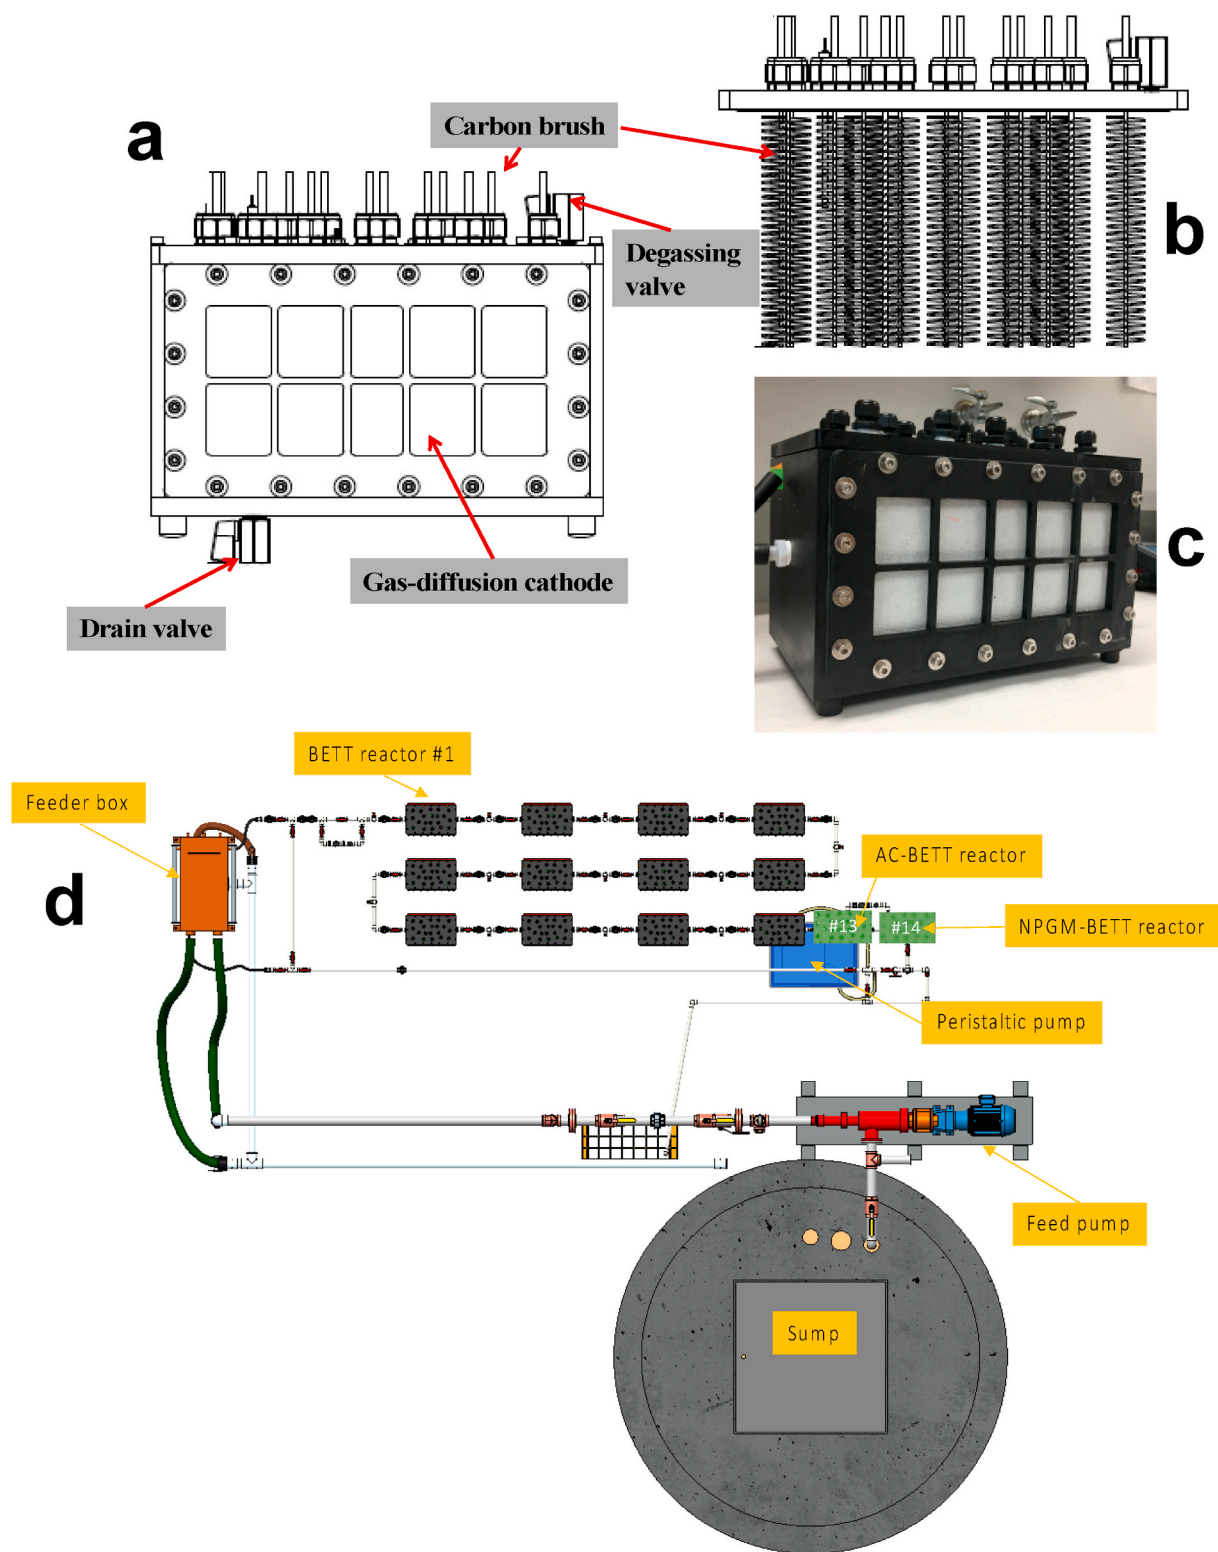 a
Carbon brush
b
Degassing
valve
Gas-diffusion cathode
Drain valve
c
BETT reactor #1
Feeder box
d
AC-BETT reactor
#13
#14
NPGM-BETT reactor
Peristaltic pump
Feed pump
Sump